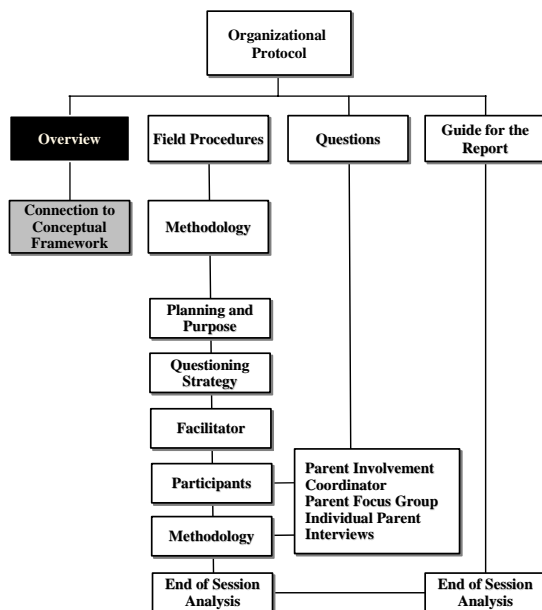 Organizational
Protocol
Overview
Field Procedures
Questions
Guide for the
Report
Connection to
Conceptual
Framework
Methodology
Planning and
Purpose
Questioning
Strategy
Facilitator
Participants
Parent Involvement
Coordinator
Parent Focus Group
Individual Parent
Interviews
Methodology
End of Session
Analysis
End of Session
Analysis